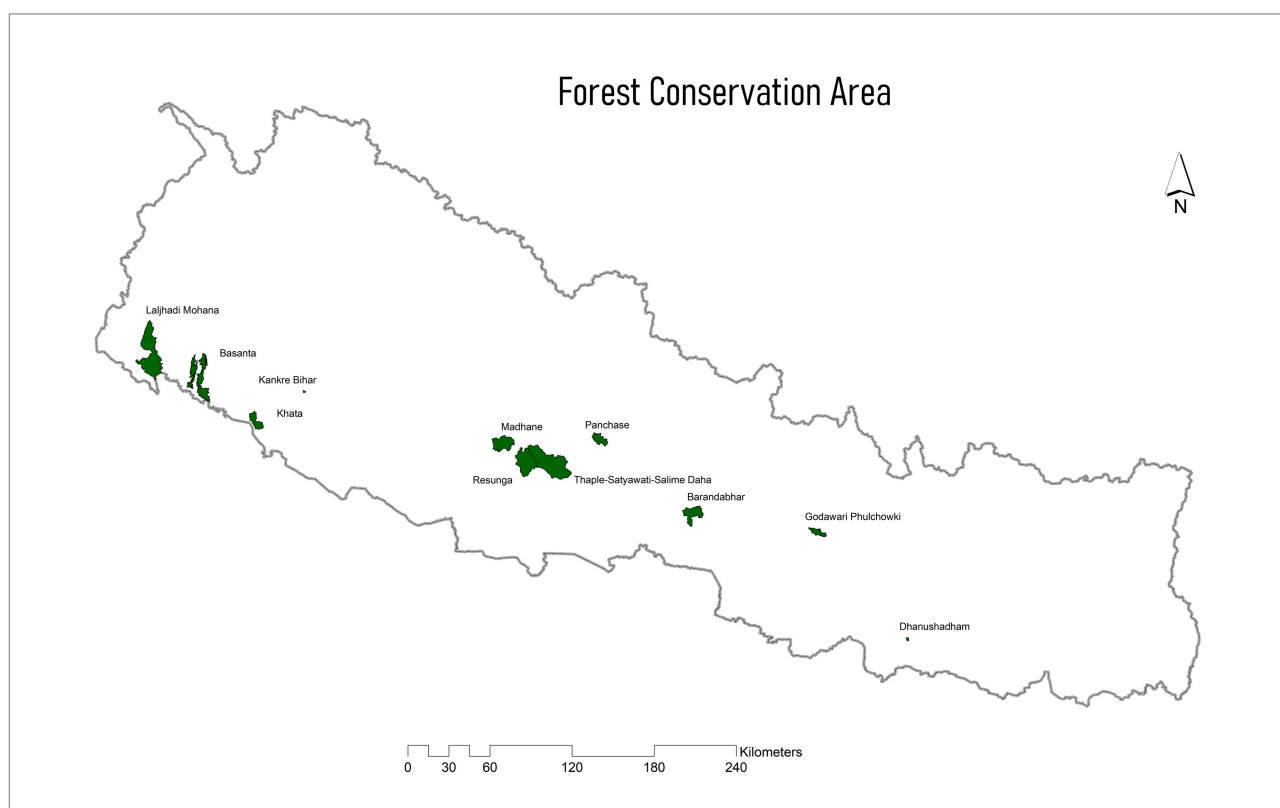 Forest Conservation Area
N
Laljhadi Mohana
Basanta
Kankre Bihar
Khata
Madhane
Panchase
Resunga
Thaple-Satyawati-Salime Daha
Barandabhar
Godawari Phulchowki
Dhanushadham
Kilometers
0 30 60 120 180 240